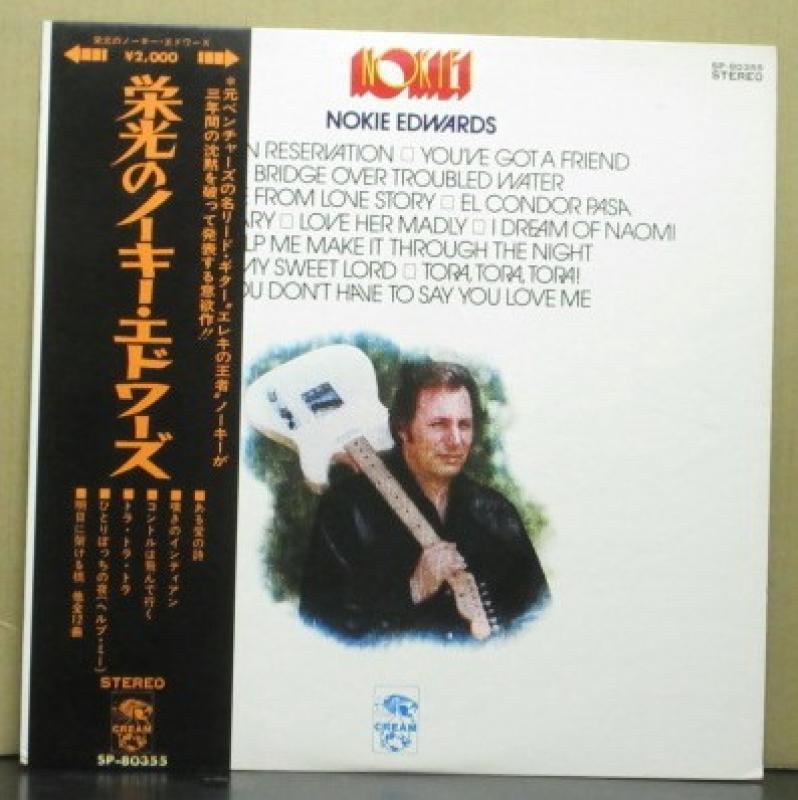 栄光のノーキー・エドワーズ
¥2,000
栄光のノーキー・エドワーズ
*元ベンチャーズの名リード・ギター“エレキの王者”ノーキーが
三年間の沈黙を破って発表する意欲作!!
■ある愛の詩
■嘆きのインディアン
■コンドルは飛んで行く
■トラ・トラ・トラ
■ひとりぼっちの夜(ヘルプ・ミー)
■明日に架ける橋 他全12曲
STEREO
CREAM
SP-80355
NOKIE
SP-80355
STEREO
NOKIE EDWARDS
N RESERVATION □ YOU'VE GOT A FRIEND
BRIDGE OVER TROUBLED WATER
E FROM LOVE STORY □ EL CONDOR PASA
ARY □ LOVE HER MADLY □ I DREAM OF NAOMI
LP ME MAKE IT THROUGH THE NIGHT
MY SWEET LORD □ TORA, TORA, TORA!
OU DON'T HAVE TO SAY YOU LOVE ME
CREAM